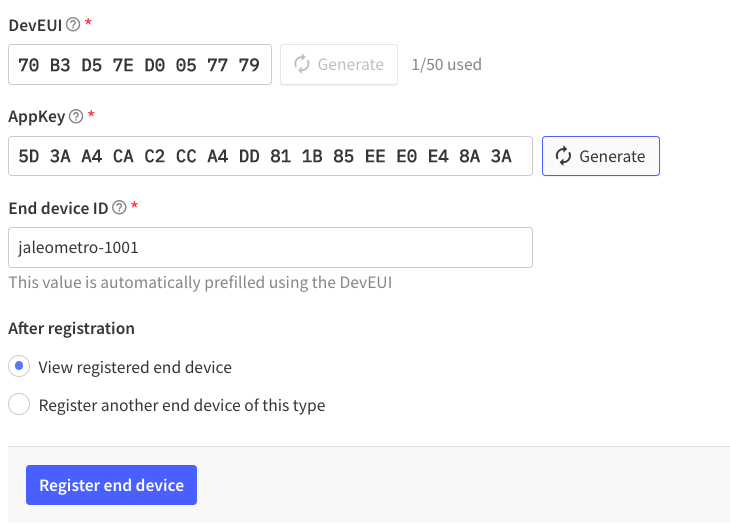 DevEUI *
70 B3 D5 7E D0 05 77 79 Generate 1/50 used
AppKey *
5D 3A A4 CA C2 CC A4 DD 81 1B 85 EE E0 E4 8A 3A Generate
End device ID *
jaleometro-1001
This value is automatically prefilled using the DevEUI
After registration
View registered end device
Register another end device of this type
Register end device